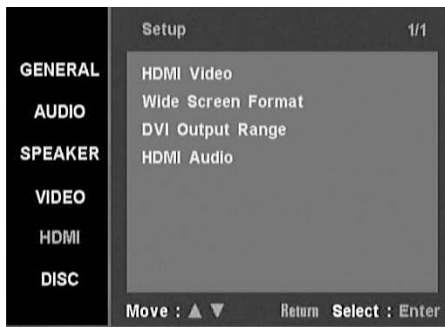 Setup 1/1
GENERAL
AUDIO
SPEAKER
VIDEO
HDMI
DISC
HDMI Video
Wide Screen Format
DVI Output Range
HDMI Audio
Move : ▲ ▼ Return Select : Enter